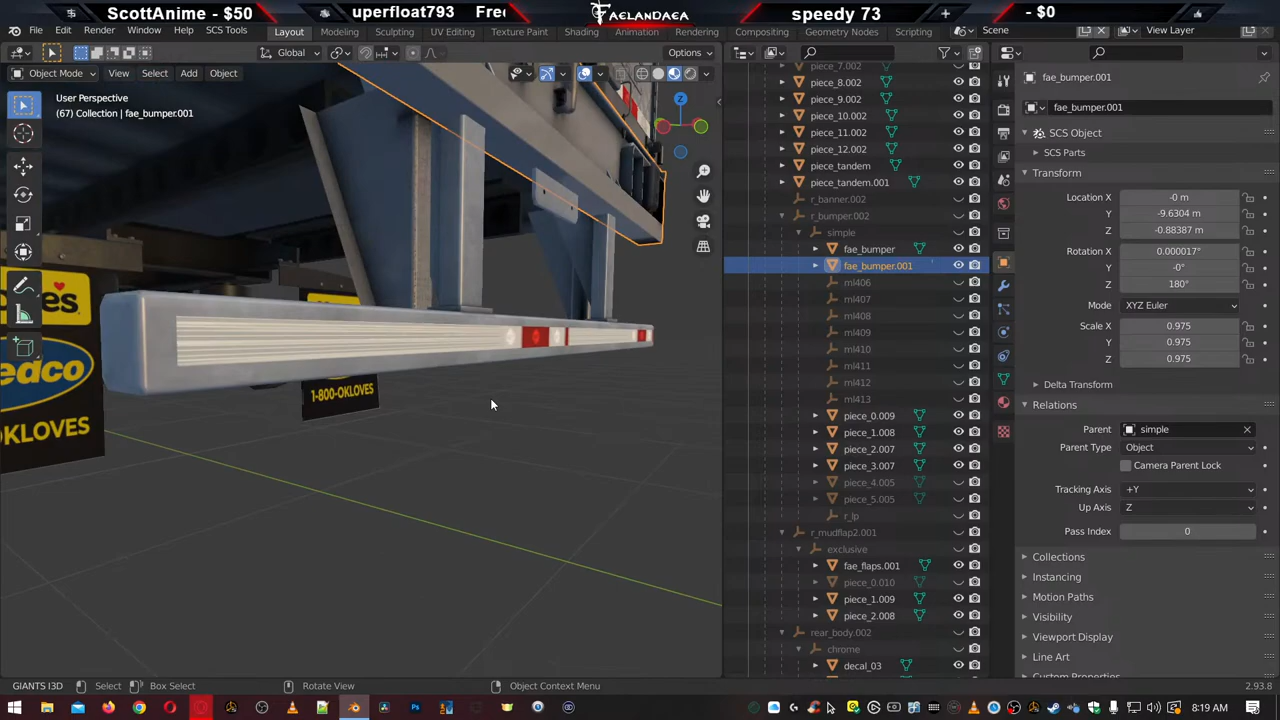 ScottAnime - $50
uperfloat793 Free
FAELANDAEA
speedy 73
- $0
File Edit Render Window Help SCS Tools
Layout Modeling Sculpting UV Editing Texture Paint Shading Animation Rendering Compositing Geometry Nodes Scripting
Scene
View Layer
Global
Options
Object Mode View Select Add Object
User Perspective
(67) Collection | fae_bumper.001
Z
es
edco
OKLOVES
1-800-OKLOVES
piece_7.002
piece_8.002
piece_9.002
piece_10.002
piece_11.002
piece_12.002
piece_tandem
piece_tandem.001
r_banner.002
r_bumper.002
simple
fae_bumper
fae_bumper.001
ml406
ml407
ml408
ml409
ml410
ml411
ml412
ml413
piece_0.009
piece_1.008
piece_2.007
piece_3.007
piece_4.005
piece_5.005
r_lp
r_mudflap2.001
exclusive
fae_flaps.001
piece_0.010
piece_1.009
piece_2.008
rear_body.002
chrome
decal_03
fae_bumper.001
fae_bumper.001
SCS Object
SCS Parts
Transform
Location X -0 m
Y -9.6304 m
Z -0.88387 m
Rotation X 0.000017°
Y -0°
Z 180°
Mode XYZ Euler
Scale X 0.975
Y 0.975
Z 0.975
Delta Transform
Relations
Parent simple
Parent Type Object
Camera Parent Lock
Tracking Axis +Y
Up Axis Z
Pass Index 0
Collections
Instancing
Motion Paths
Visibility
Viewport Display
Line Art
Custom Properties
GIANTS I3D Select Box Select Rotate View Object Context Menu
2.93.8
8:19 AM